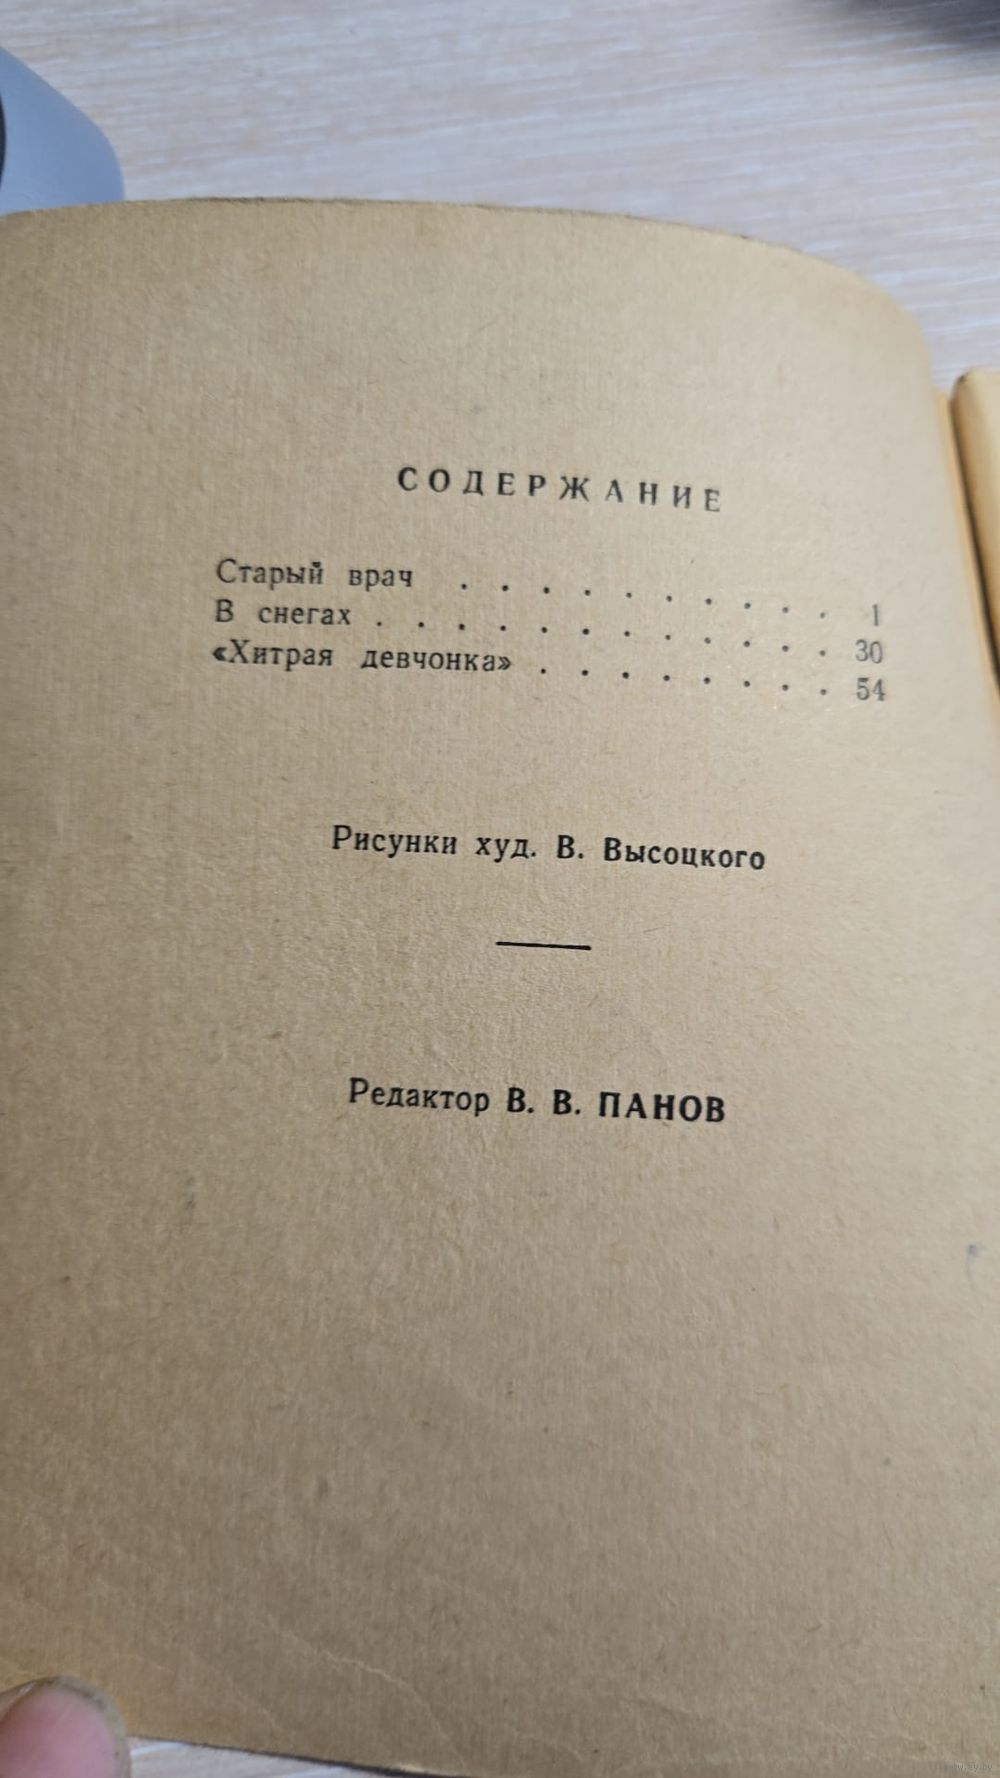 СОДЕРЖАНИЕ
Старый врач . . . . . . . . . . 1
В снегах . . . . . . . . . . . . 30
«Хитрая девчонка» . . . . . . . . 54
Рисунки худ. В. Высоцкого
Редактор В. В. ПАНОВ